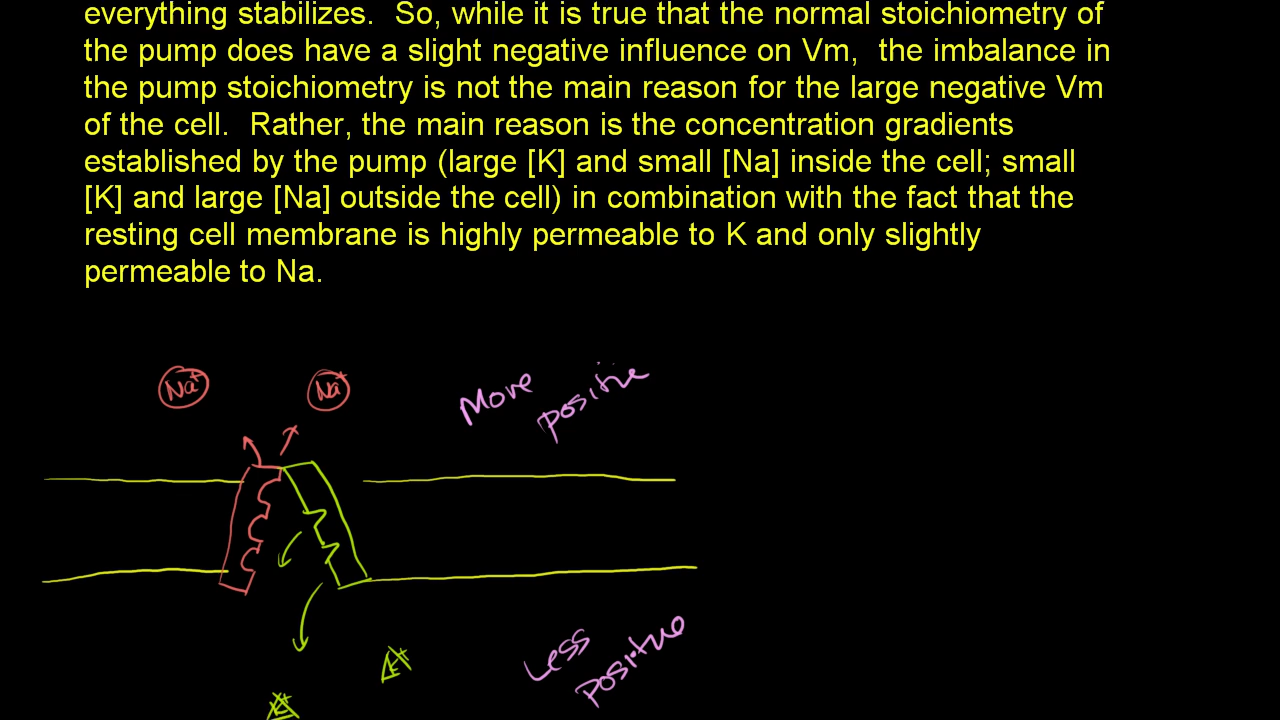 everything stabilizes.  So, while it is true that the normal stoichiometry of
the pump does have a slight negative influence on Vm,  the imbalance in
the pump stoichiometry is not the main reason for the large negative Vm
of the cell.  Rather, the main reason is the concentration gradients
established by the pump (large [K] and small [Na] inside the cell; small
[K] and large [Na] outside the cell) in combination with the fact that the
resting cell membrane is highly permeable to K and only slightly
permeable to Na.
Na+ Na+
More
positive
Less
positive
K+
K+